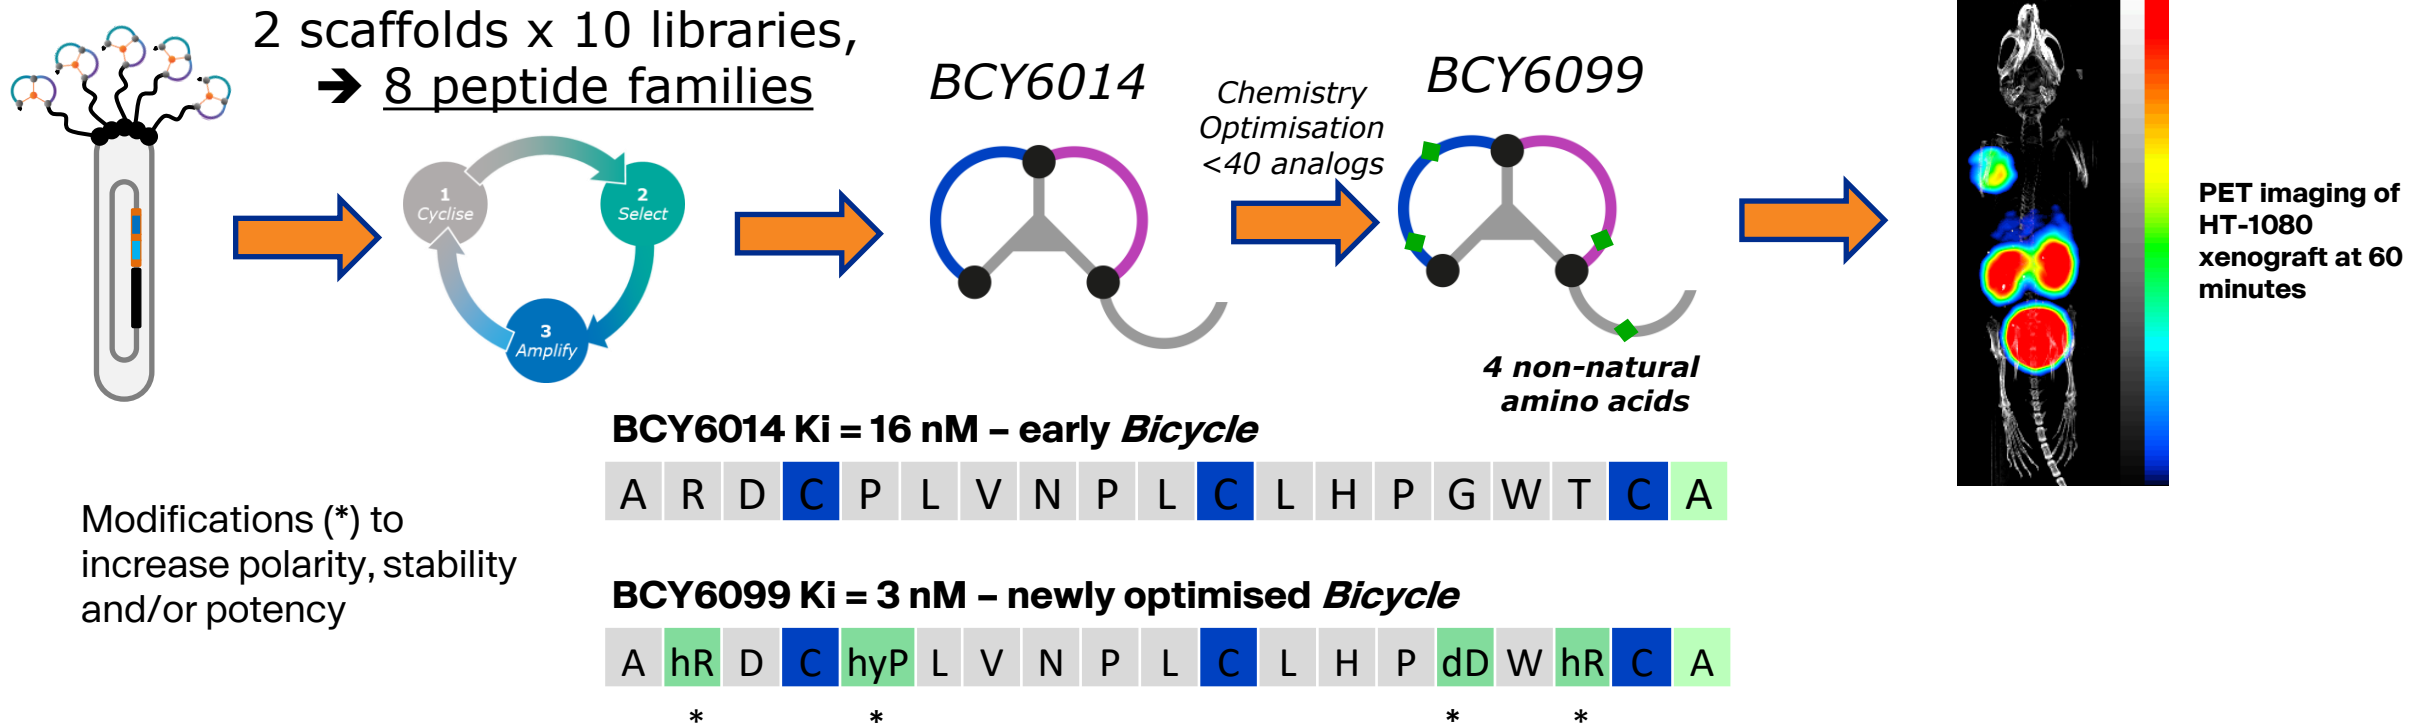 2 scaffolds x 10 libraries,
➔ 8 peptide families
BCY6014
Chemistry
Optimisation
<40 analogs
BCY6099
1
Cyclise
2
Select
3
Amplify
4 non-natural
amino acids
PET imaging of
HT-1080
xenograft at 60
minutes
BCY6014 Ki = 16 nM – early Bicycle
A R D C P L V N P L C L H P G W T C A
Modifications (*) to
increase polarity, stability
and/or potency
BCY6099 Ki = 3 nM – newly optimised Bicycle
A hR D C hyP L V N P L C L H P dD W hR C A
* * * *